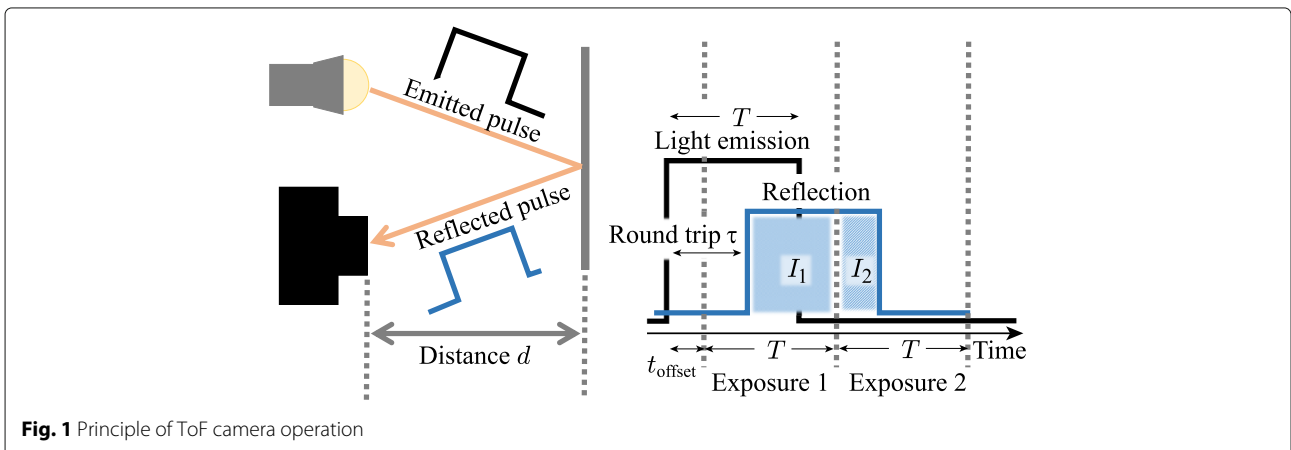 Emitted pulse
Reflected pulse
Distance d
T
Light emission
Reflection
Round trip τ
I₁
I₂
T
T
Time
t_offset
Exposure 1
Exposure 2
Fig. 1 Principle of ToF camera operation